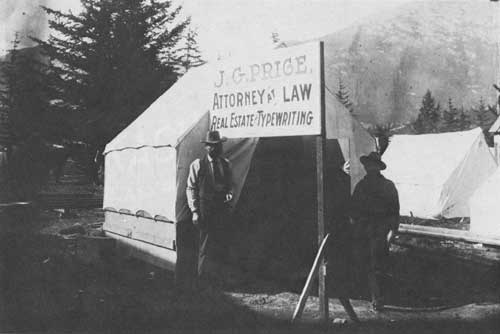 J. G. PRICE.
ATTORNEY AT LAW
REAL ESTATE & TYPEWRITING